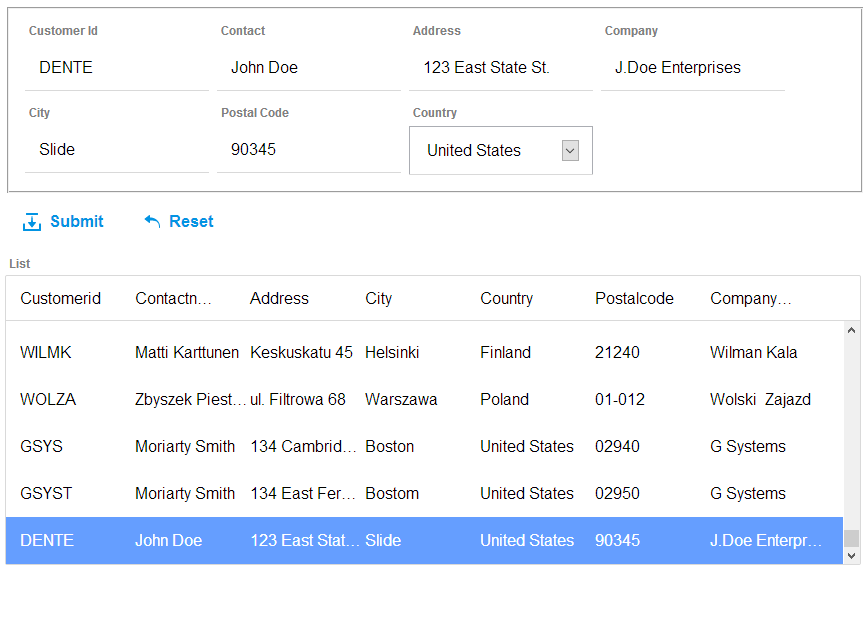 Customer Id Contact Address Company
DENTE John Doe 123 East State St. J.Doe Enterprises
City Postal Code Country
Slide 90345 United States
Submit Reset
List
Customerid Contactn... Address City Country Postalcode Company...
WILMK Matti Karttunen Keskuskatu 45 Helsinki Finland 21240 Wilman Kala
WOLZA Zbyszek Piest... ul. Filtrowa 68 Warszawa Poland 01-012 Wolski Zajazd
GSYS Moriarty Smith 134 Cambrid... Boston United States 02940 G Systems
GSYST Moriarty Smith 134 East Fer... Bostom United States 02950 G Systems
DENTE John Doe 123 East Stat... Slide United States 90345 J.Doe Enterpr...